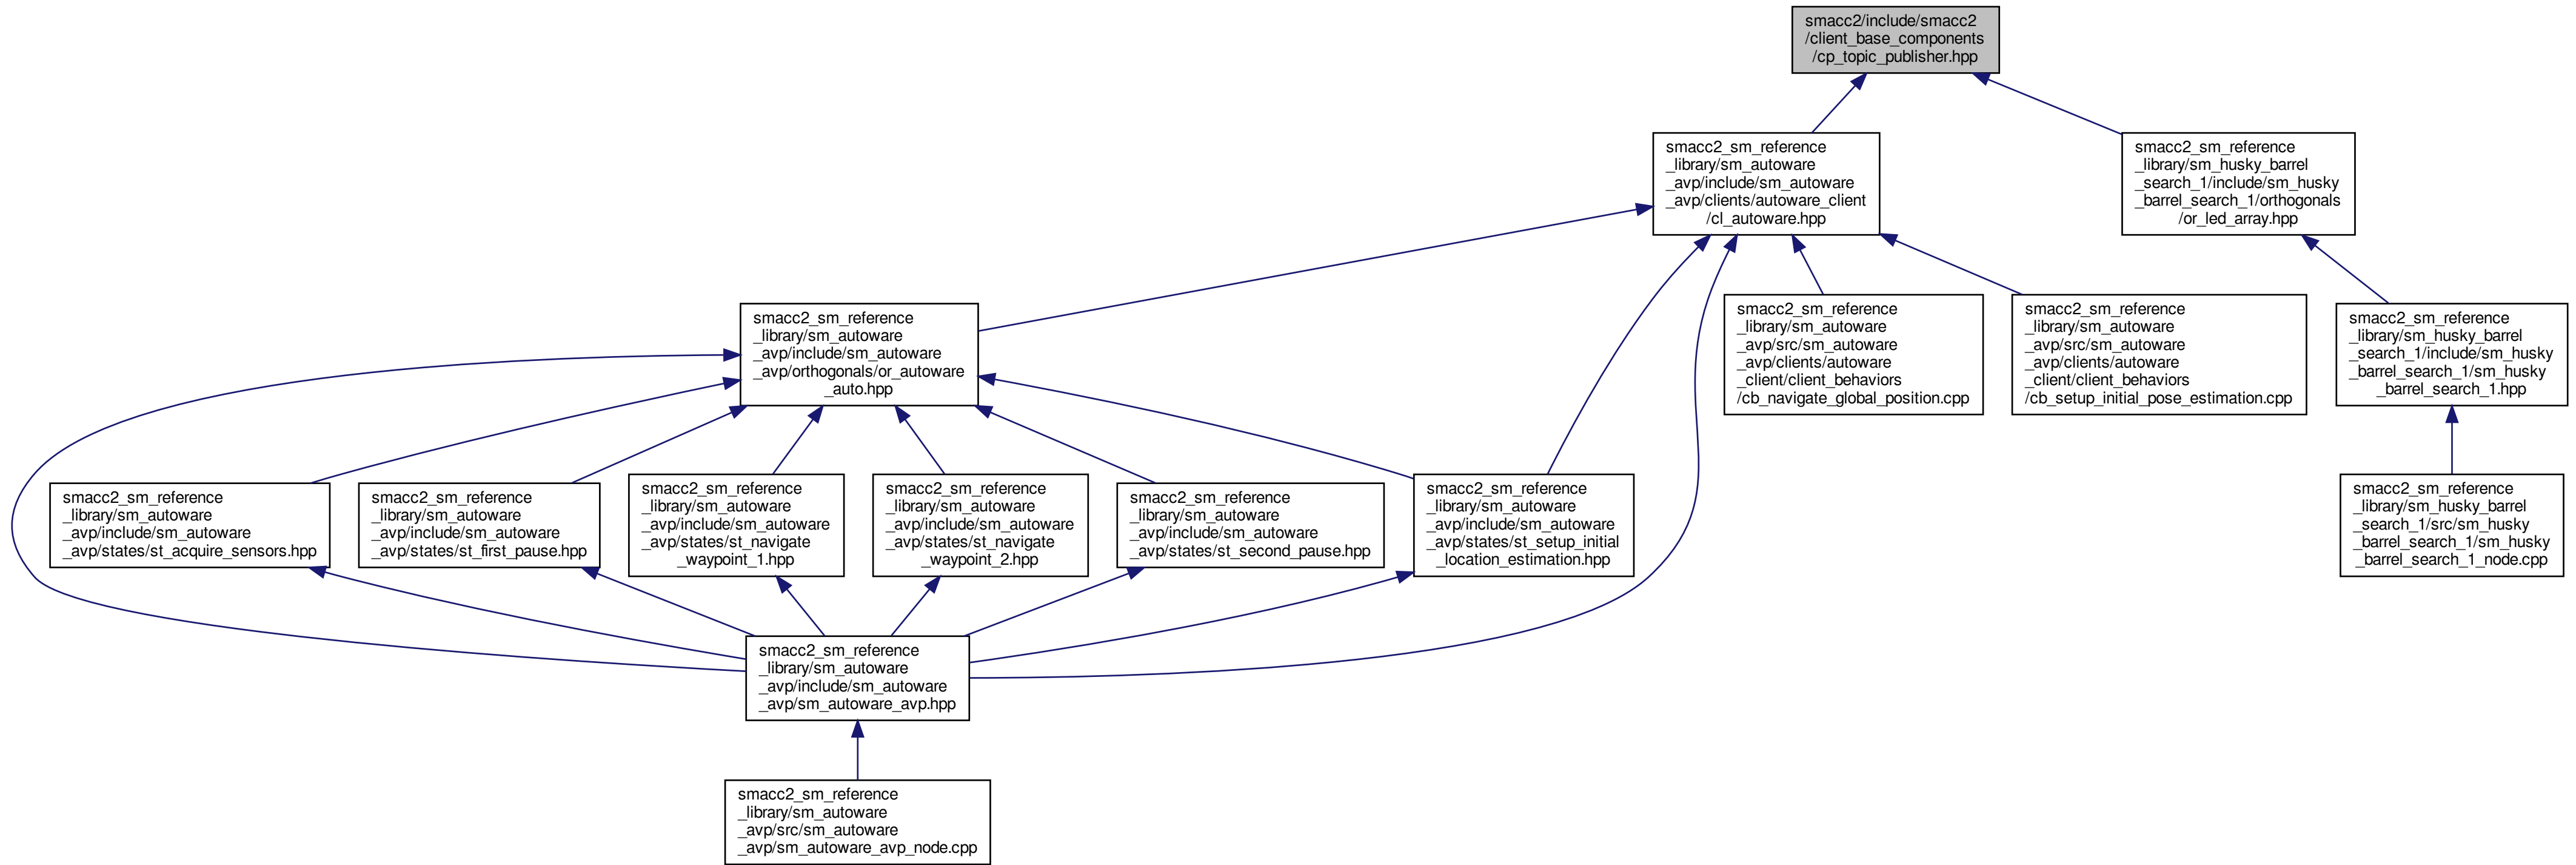 smacc2/include/smacc2
/client_base_components
/cp_topic_publisher.hpp
smacc2_sm_reference
_library/sm_autoware
_avp/include/sm_autoware
_avp/clients/autoware_client
/cl_autoware.hpp
smacc2_sm_reference
_library/sm_husky_barrel
_search_1/include/sm_husky
_barrel_search_1/orthogonals
/or_led_array.hpp
smacc2_sm_reference
_library/sm_autoware
_avp/include/sm_autoware
_avp/orthogonals/or_autoware
_auto.hpp
smacc2_sm_reference
_library/sm_autoware
_avp/src/sm_autoware
_avp/clients/autoware
_client/client_behaviors
/cb_navigate_global_position.cpp
smacc2_sm_reference
_library/sm_autoware
_avp/src/sm_autoware
_avp/clients/autoware
_client/client_behaviors
/cb_setup_initial_pose_estimation.cpp
smacc2_sm_reference
_library/sm_husky_barrel
_search_1/include/sm_husky
_barrel_search_1/sm_husky
_barrel_search_1.hpp
smacc2_sm_reference
_library/sm_autoware
_avp/include/sm_autoware
_avp/states/st_acquire_sensors.hpp
smacc2_sm_reference
_library/sm_autoware
_avp/include/sm_autoware
_avp/states/st_first_pause.hpp
smacc2_sm_reference
_library/sm_autoware
_avp/include/sm_autoware
_avp/states/st_navigate
_waypoint_1.hpp
smacc2_sm_reference
_library/sm_autoware
_avp/include/sm_autoware
_avp/states/st_navigate
_waypoint_2.hpp
smacc2_sm_reference
_library/sm_autoware
_avp/include/sm_autoware
_avp/states/st_second_pause.hpp
smacc2_sm_reference
_library/sm_autoware
_avp/include/sm_autoware
_avp/states/st_setup_initial
_location_estimation.hpp
smacc2_sm_reference
_library/sm_husky_barrel
_search_1/src/sm_husky
_barrel_search_1/sm_husky
_barrel_search_1_node.cpp
smacc2_sm_reference
_library/sm_autoware
_avp/include/sm_autoware
_avp/sm_autoware_avp.hpp
smacc2_sm_reference
_library/sm_autoware
_avp/src/sm_autoware
_avp/sm_autoware_avp_node.cpp